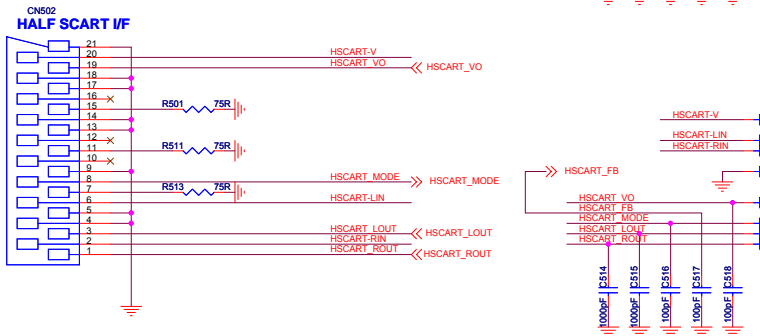 CN502
HALF SCART I/F
21
20
HSCART-V
19
HSCART_VO
HSCART_VO
18
17
16
15
R501
75R
14
13
12
11
R511
75R
10
9
8
HSCART_MODE
HSCART_MODE
7
R513
75R
6
HSCART-LIN
5
4
3
HSCART_LOUT
HSCART_LOUT
2
HSCART-RIN
1
HSCART_ROUT
HSCART_ROUT
HSCART-V
HSCART-LIN
HSCART-RIN
HSCART_FB
HSCART_VO
HSCART_FB
HSCART_MODE
HSCART_LOUT
HSCART_ROUT
C514
1000pF
C515
1000pF
C516
100pF
C517
100pF
C518
100pF